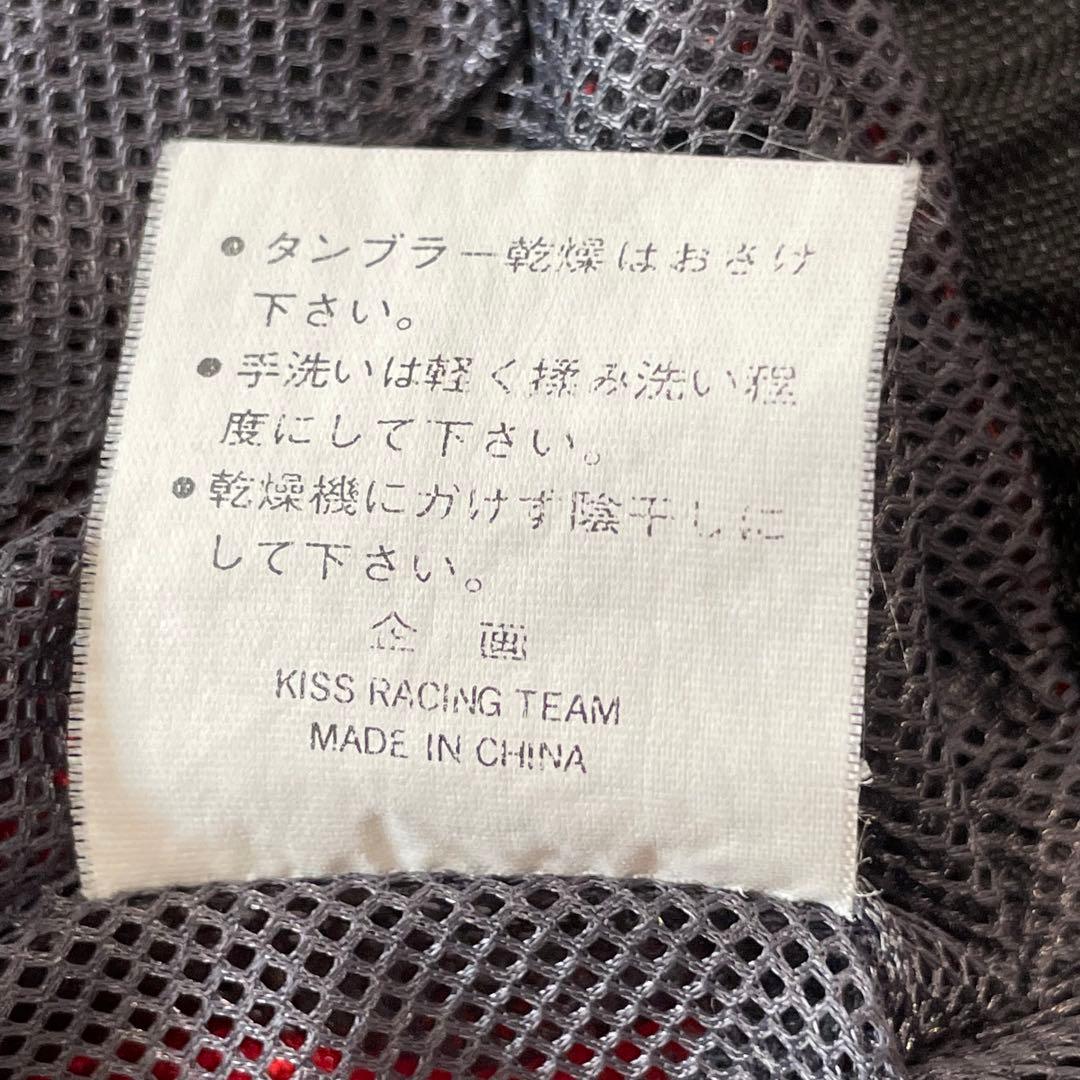 ● タンブラー乾燥はおさけ
下さい。
● 手洗いは軽く揉み洗い程
度にして下さい。
● 乾燥機にかけず陰干しに
して下さい。
企 画
KISS RACING TEAM
MADE IN CHINA